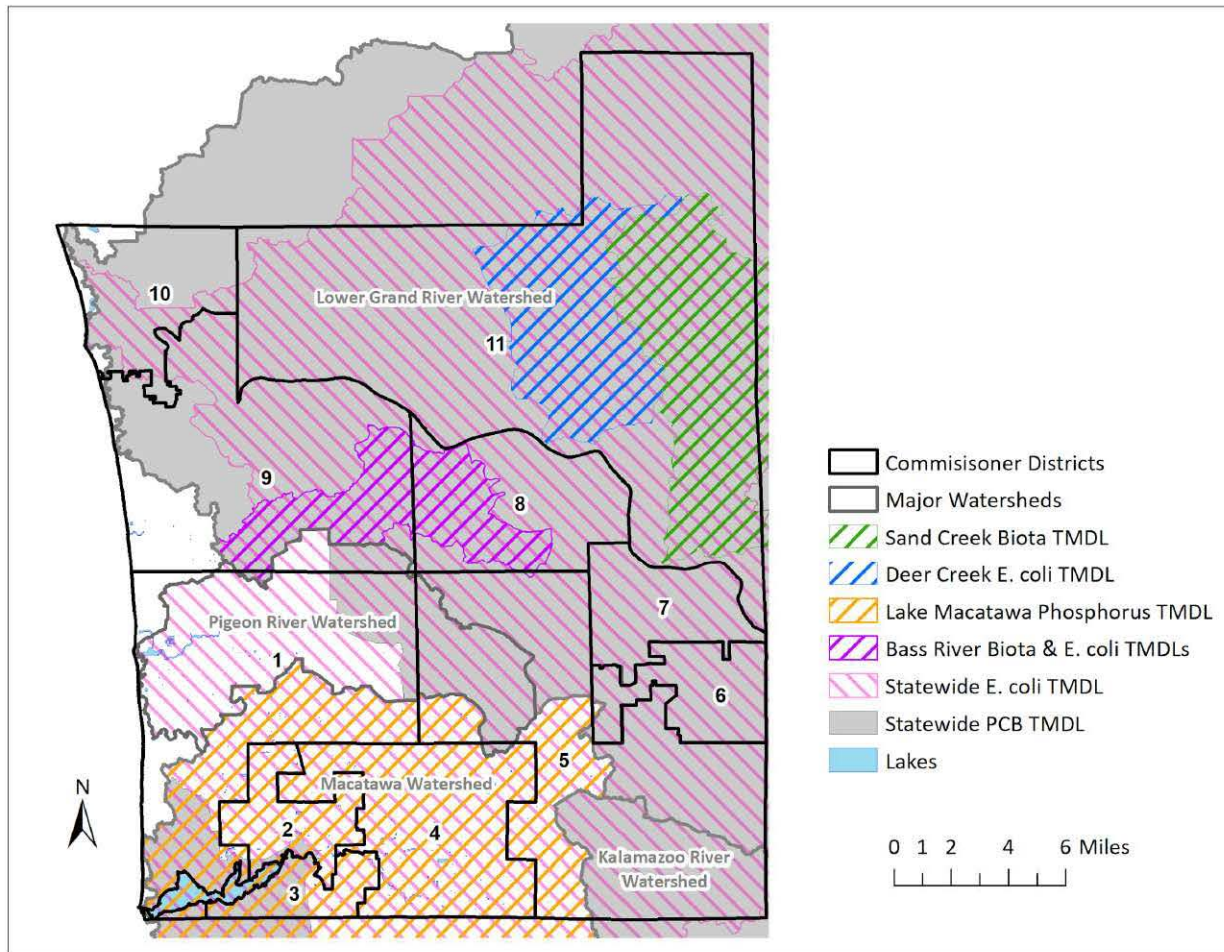 10
Lower Grand River Watershed
11
9
8
7
Pigeon River Watershed
1
6
5
Macatawa Watershed
2
4
Kalamazoo River
Watershed
3
N
Commisisoner Districts
Major Watersheds
Sand Creek Biota TMDL
Deer Creek E. coli TMDL
Lake Macatawa Phosphorus TMDL
Bass River Biota & E. coli TMDLs
Statewide E. coli TMDL
Statewide PCB TMDL
Lakes
0 1 2 4 6 Miles